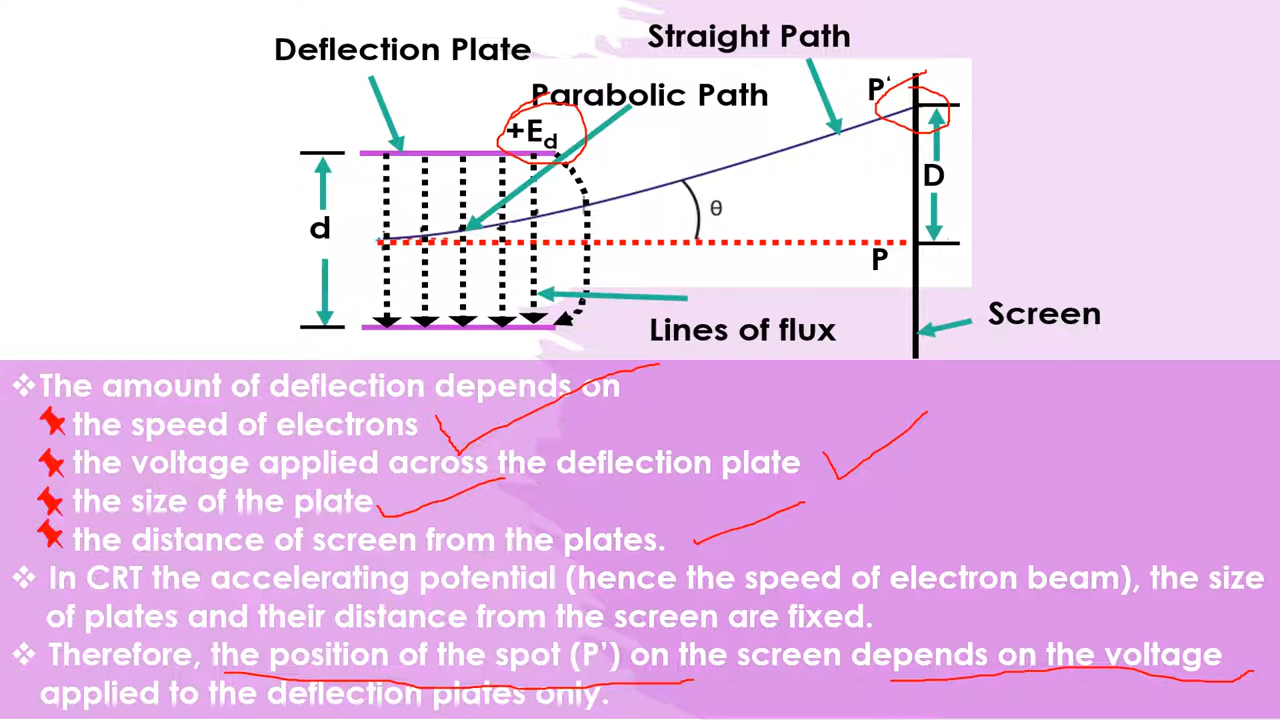 Straight Path
Deflection Plate
Parabolic Path
P‘
+Ed
D
d
θ
P
Screen
Lines of flux
❖The amount of deflection depends on
the speed of electrons
the voltage applied across the deflection plate
the size of the plate
the distance of screen from the plates.
❖ In CRT the accelerating potential (hence the speed of electron beam), the size
of plates and their distance from the screen are fixed.
❖ Therefore, the position of the spot (P’) on the screen depends on the voltage
applied to the deflection plates only.